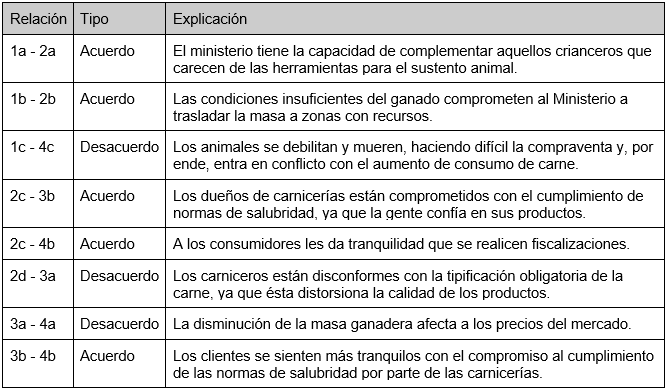 Relación Tipo Explicación
1a - 2a Acuerdo El ministerio tiene la capacidad de complementar aquellos crianceros que
carecen de las herramientas para el sustento animal.
1b - 2b Acuerdo Las condiciones insuficientes del ganado comprometen al Ministerio a
trasladar la masa a zonas con recursos.
1c - 4c Desacuerdo Los animales se debilitan y mueren, haciendo difícil la compraventa y, por
ende, entra en conflicto con el aumento de consumo de carne.
2c - 3b Acuerdo Los dueños de carnicerías están comprometidos con el cumplimiento de
normas de salubridad, ya que la gente confía en sus productos.
2c - 4b Acuerdo A los consumidores les da tranquilidad que se realicen fiscalizaciones.
2d - 3a Desacuerdo Los carniceros están disconformes con la tipificación obligatoria de la
carne, ya que ésta distorsiona la calidad de los productos.
3a - 4a Desacuerdo La disminución de la masa ganadera afecta a los precios del mercado.
3b - 4b Acuerdo Los clientes se sienten más tranquilos con el compromiso al cumplimiento
de las normas de salubridad por parte de las carnicerías.